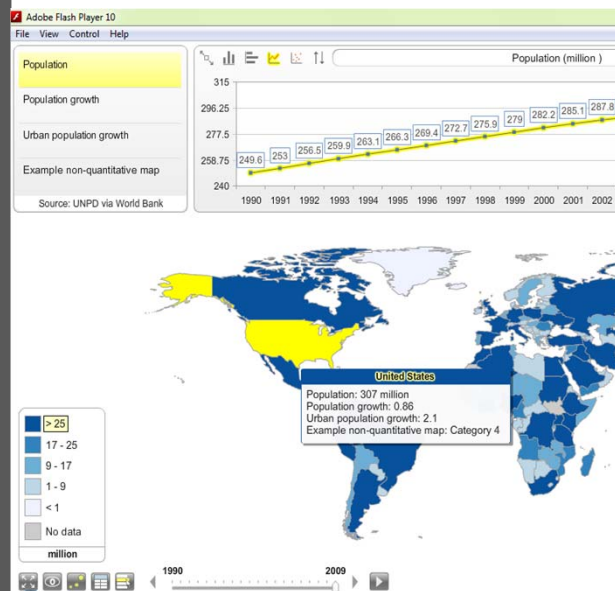 Adobe Flash Player 10
File View Control Help
Population
Population growth
Urban population growth
Example non-quantitative map
Source: UNPD via World Bank
Population (million )
315
296.25
277.5
258.75
240
249.6 253 256.5 259.9 263.1 266.3 269.4 272.7 275.9 279 282.2 285.1 287.8
1990 1991 1992 1993 1994 1995 1996 1997 1998 1999 2000 2001 2002
United States
Population: 307 million
Population growth: 0.86
Urban population growth: 2.1
Example non-quantitative map: Category 4
> 25
17 - 25
9 - 17
1 - 9
< 1
No data
million
1990 2009